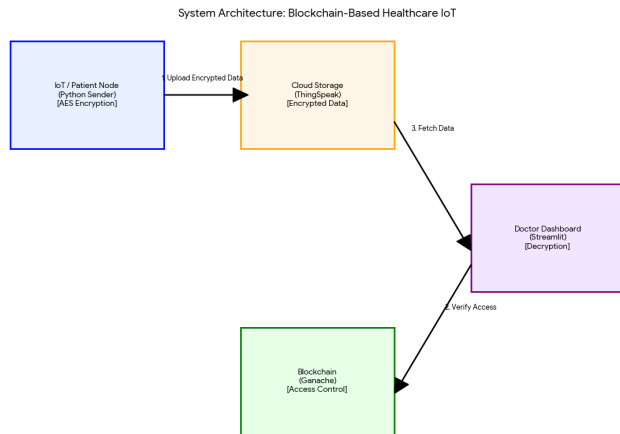 System Architecture: Blockchain-Based Healthcare IoT
IoT / Patient Node
(Python Sender)
[AES Encryption]
1. Upload Encrypted Data
Cloud Storage
(ThingSpeak)
[Encrypted Data]
3. Fetch Data
Doctor Dashboard
(Streamlit)
[Decryption]
2. Verify Access
Blockchain
(Ganache)
[Access Control]